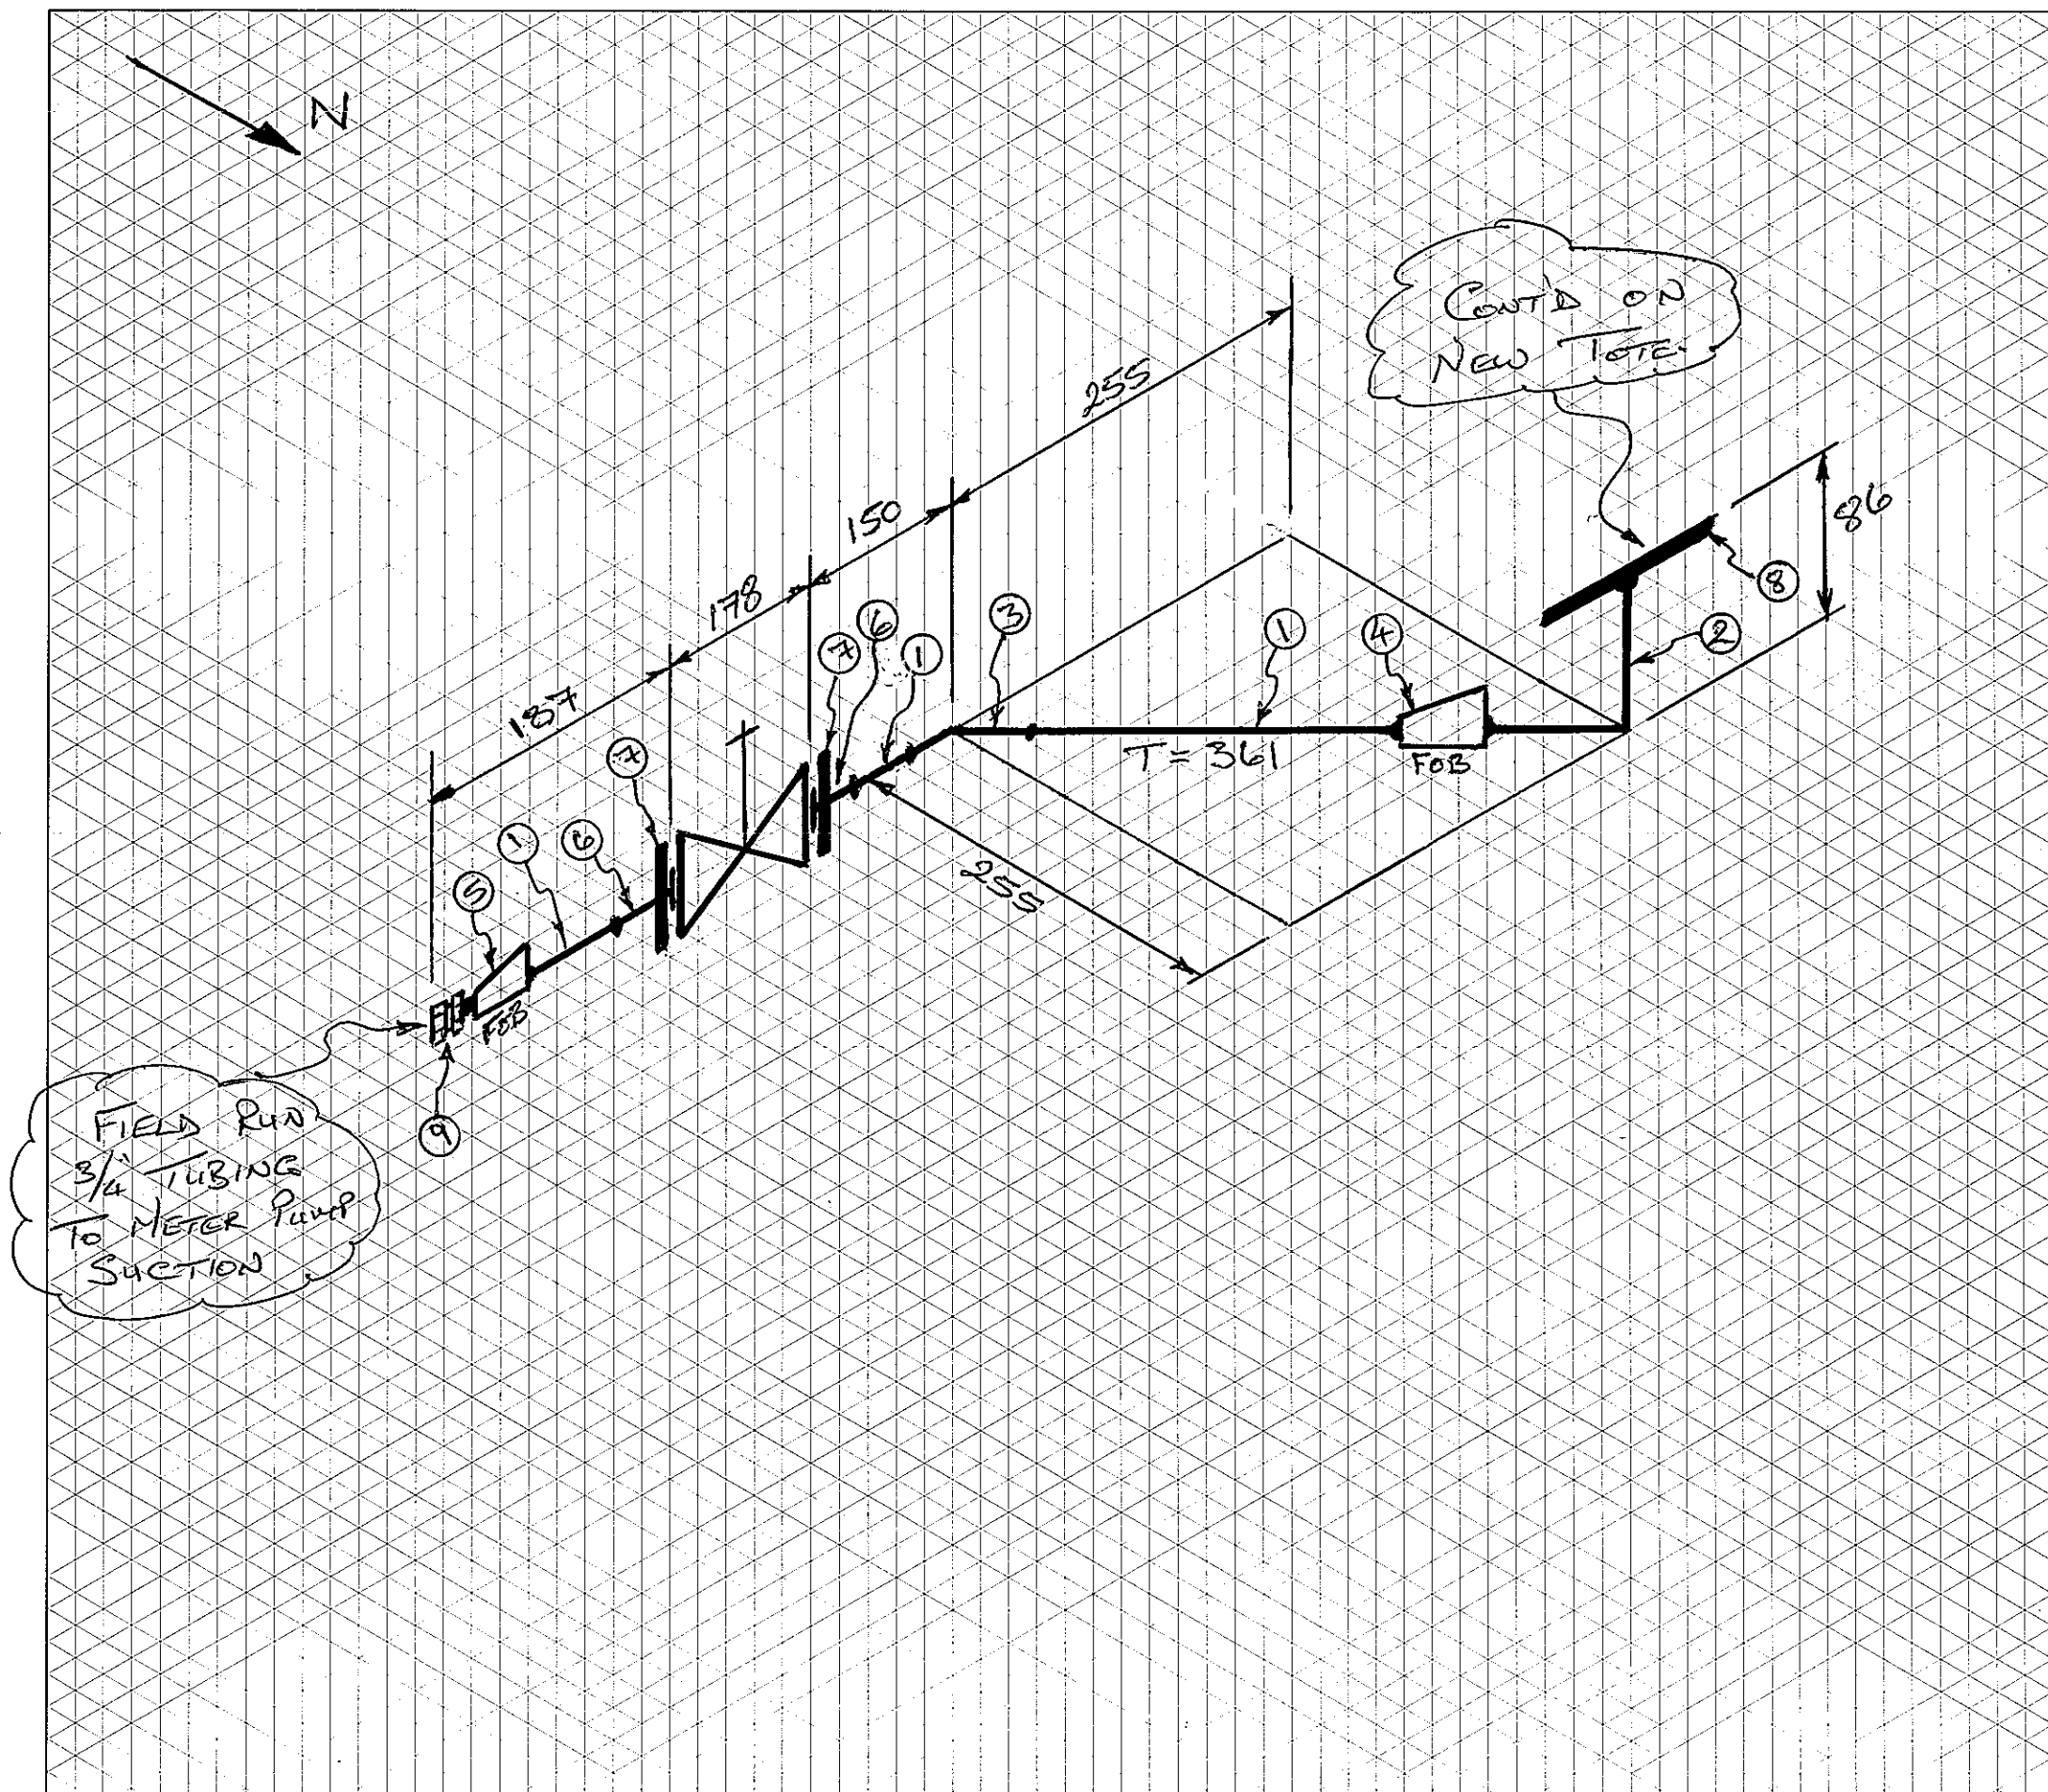 N
CONT'D ON
NEW TOTE
255
86
150
8
178
3
6
1
4
2
7
1
187
7
T = 361
FOB
1
6
255
5
FOB
FIELD RUN
3/4" TUBING
TO METER PUMP
SUCTION
9